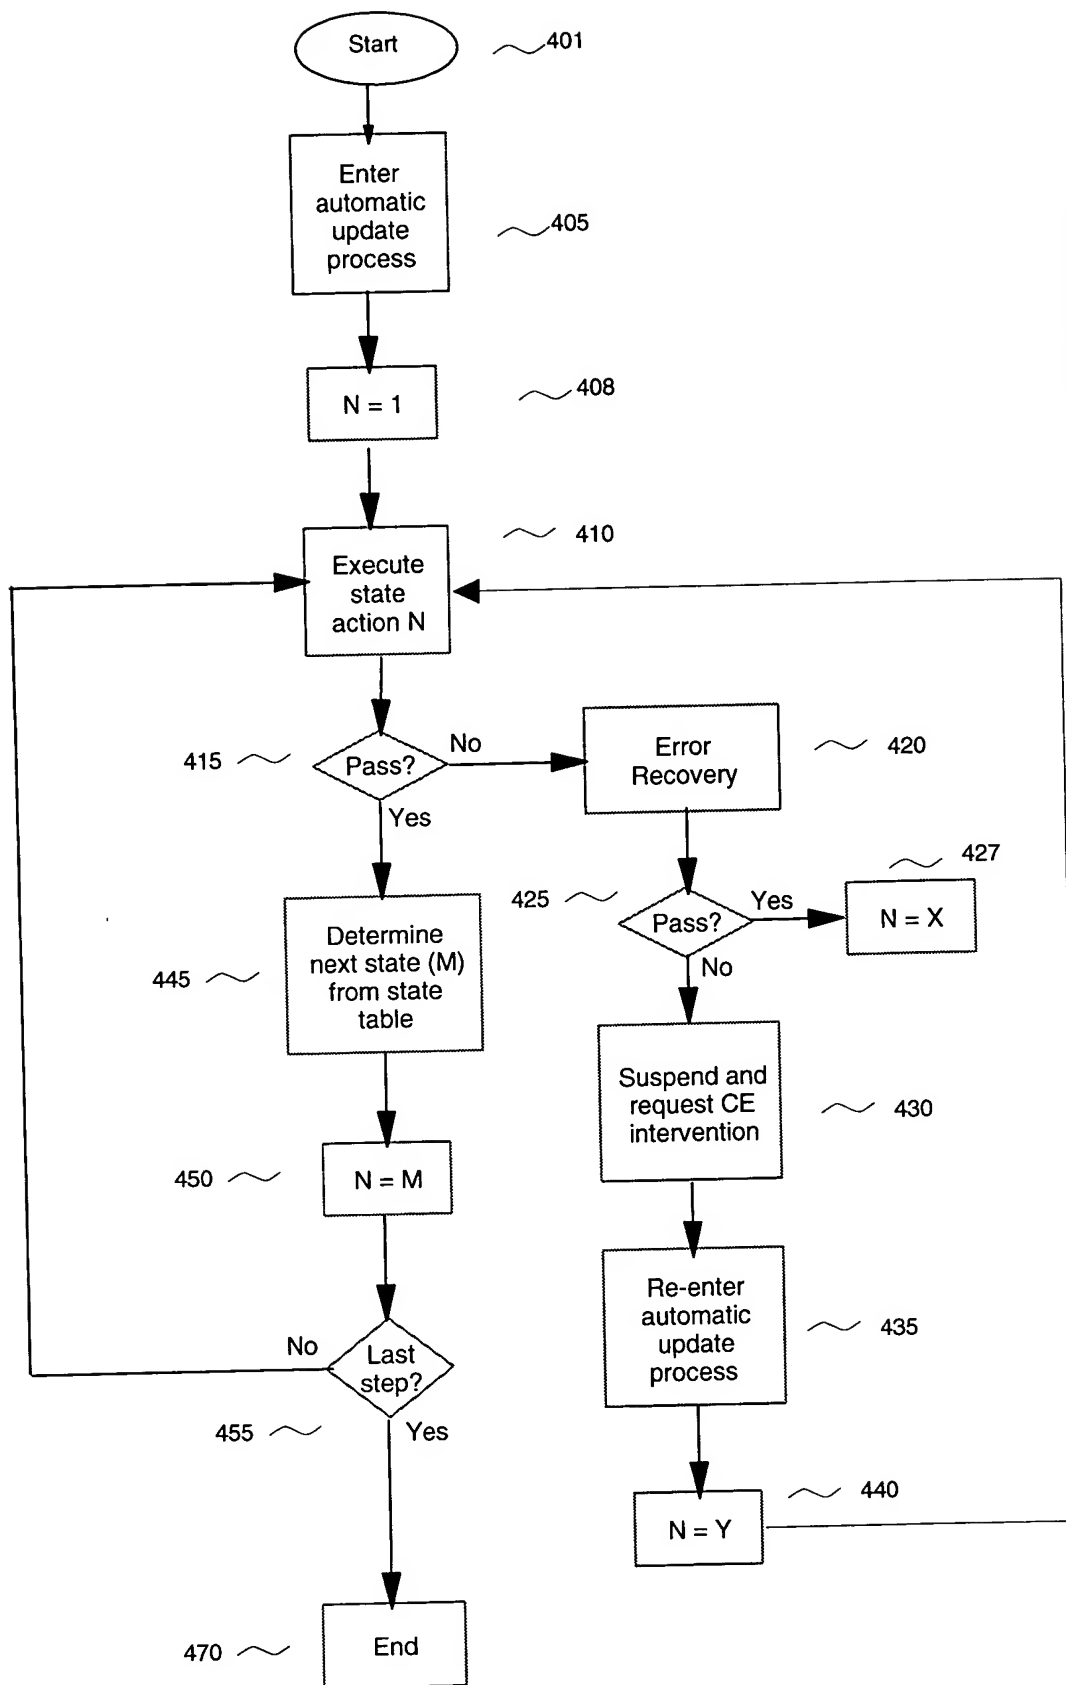 Start
401
Enter
automatic
update
process
405
N = 1
408
410
Execute
state
action N
415
Pass?
No
Yes
Error
Recovery
420
425
Pass?
Yes
No
427
N = X
445
Determine
next state (M)
from state
table
Suspend and
request CE
intervention
430
450
N = M
Re-enter
automatic
update
process
435
No
Last
step?
455
Yes
440
N = Y
470
End